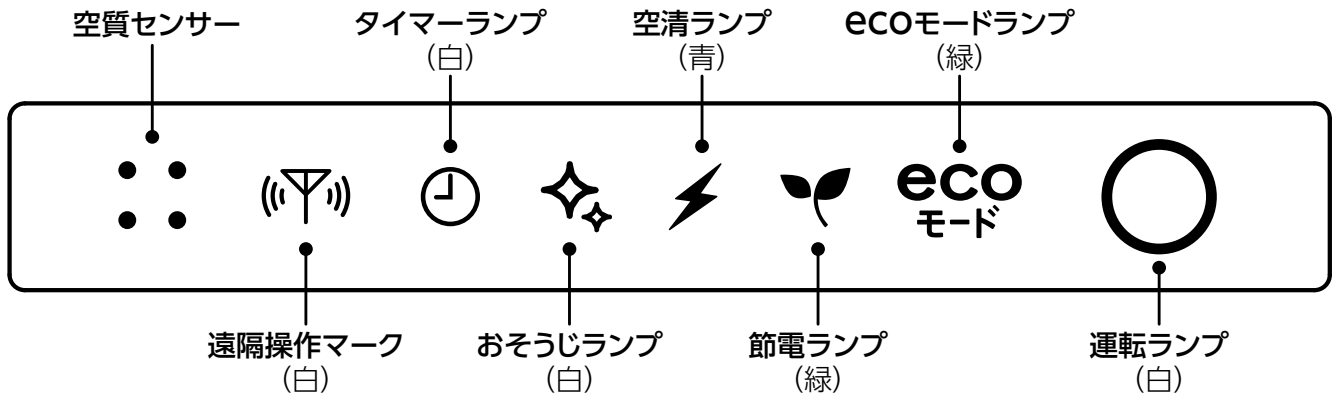 空質センサー
タイマーランプ
（白）
空清ランプ
（青）
ecoモードランプ
（緑）
eco
モード
遠隔操作マーク
（白）
おそうじランプ
（白）
節電ランプ
（緑）
運転ランプ
（白）